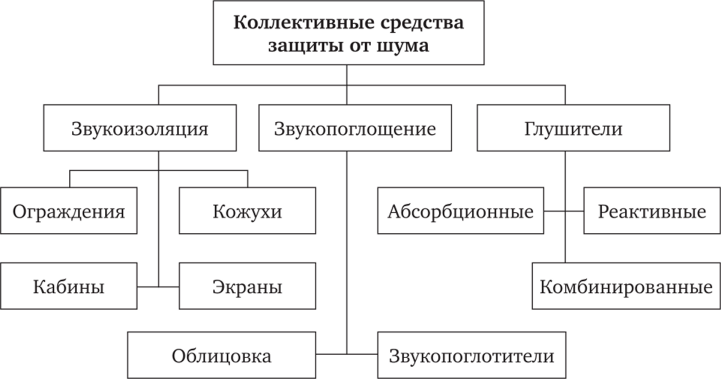 Коллективные средства
защиты от шума
Звукоизоляция
Звукопоглощение
Глушители
Ограждения
Кожухи
Абсорбционные
Реактивные
Кабины
Экраны
Комбинированные
Облицовка
Звукопоглотители